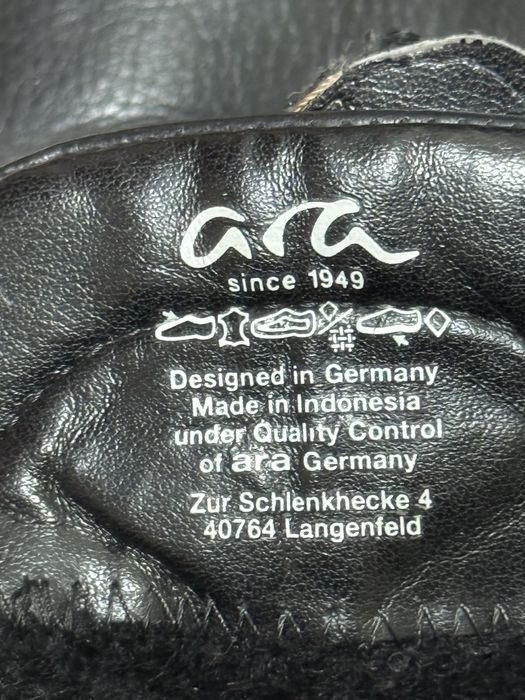 ara
since 1949
Designed in Germany
Made in Indonesia
under Quality Control
of ara Germany
Zur Schlenkhecke 4
40764 Langenfeld